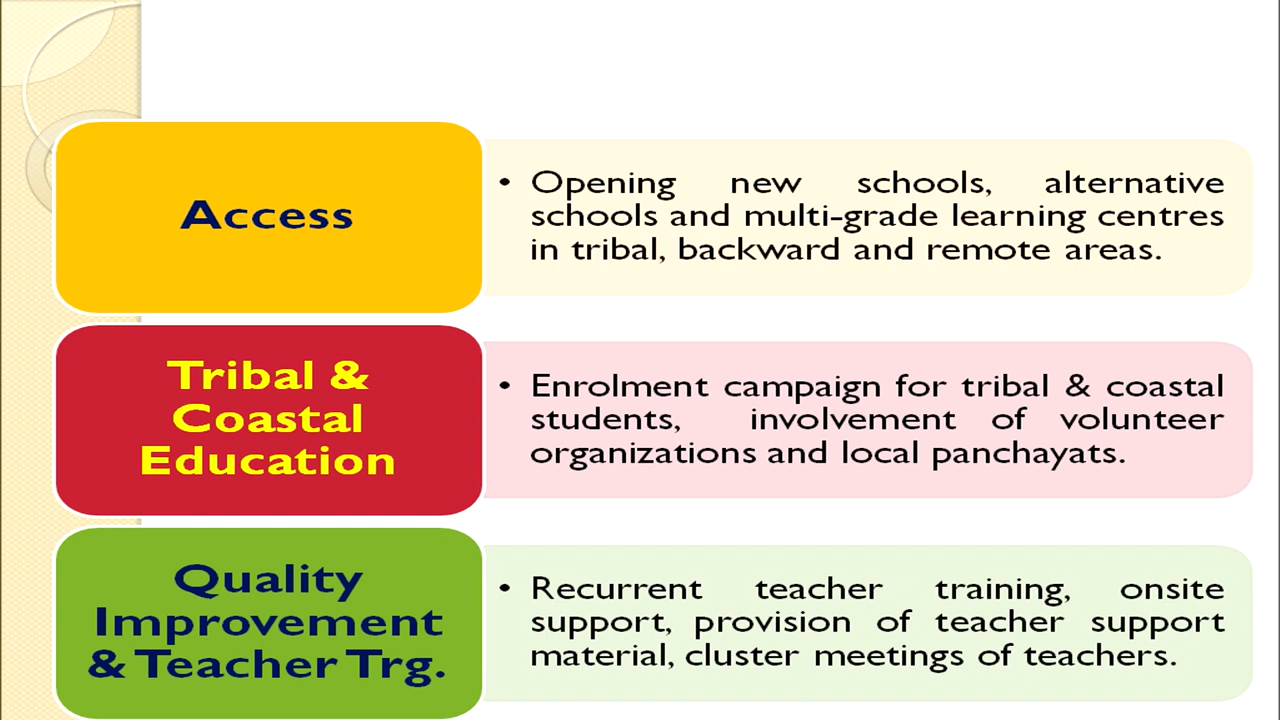 Access
• Opening new schools, alternative
schools and multi-grade learning centres
in tribal, backward and remote areas.
Tribal &
Coastal
Education
• Enrolment campaign for tribal & coastal
students, involvement of volunteer
organizations and local panchayats.
Quality
Improvement
& Teacher Trg.
• Recurrent teacher training, onsite
support, provision of teacher support
material, cluster meetings of teachers.